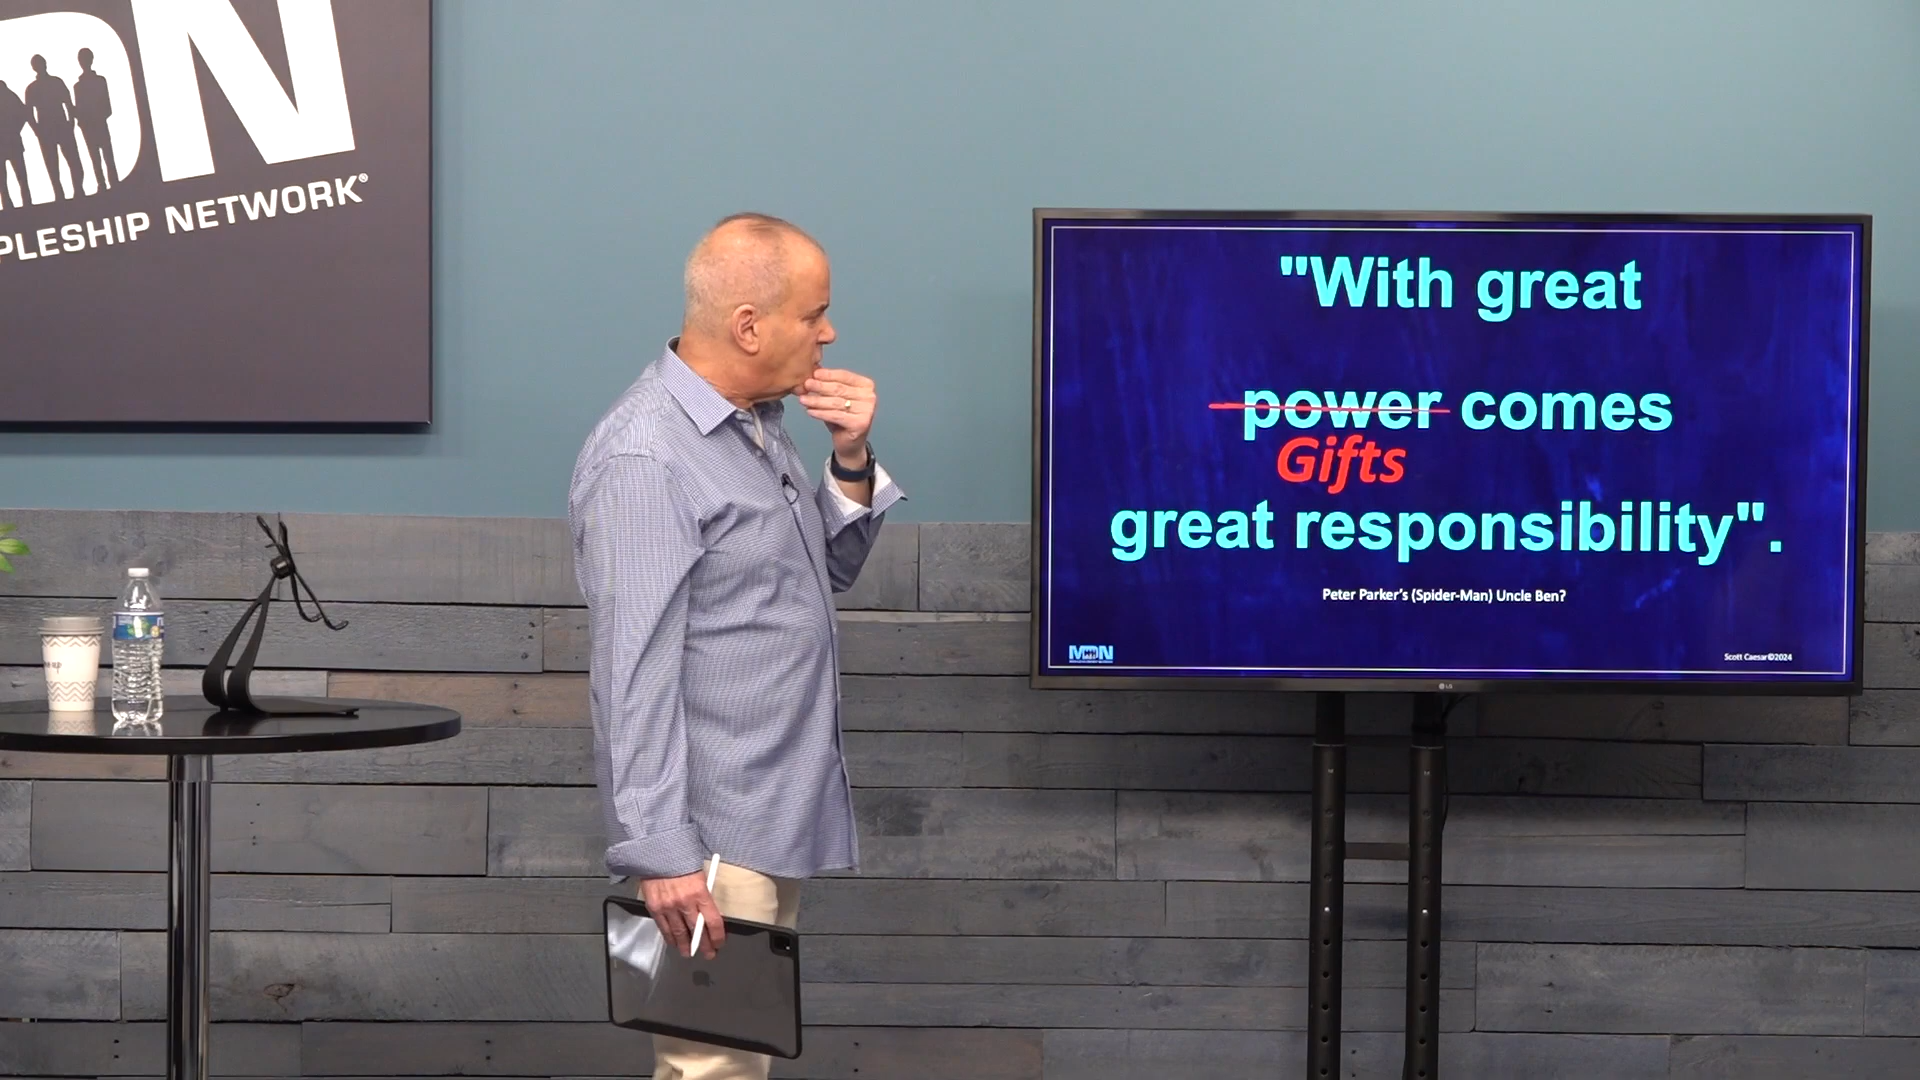 DN
PLESHIP NETWORK®
"With great
power comes
Gifts
great responsibility".
Peter Parker's (Spider-Man) Uncle Ben?
MDN
Scott Caesar©2024
LG